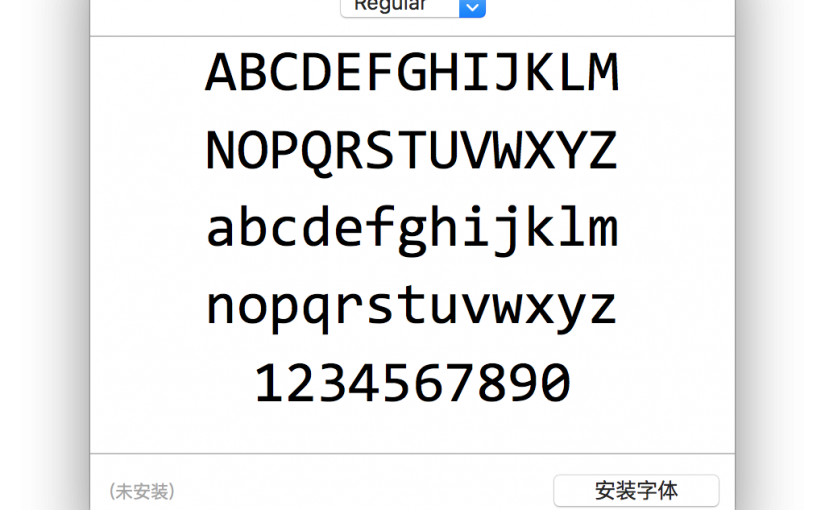 Regular
ABCDEFGHIJKLM
NOPQRSTUVWXYZ
abcdefghijklm
nopqrstuvwxyz
1234567890
(未安装)
安装字体